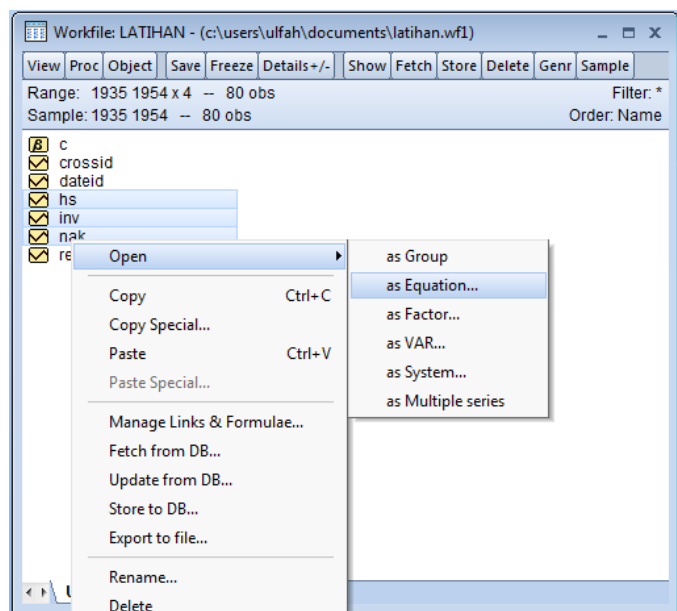 Workfile: LATIHAN - (c:\users\ulfah\documents\latihan.wf1)
View Proc Object Save Freeze Details+/- Show Fetch Store Delete Genr Sample
Range: 1935 1954 x 4 -- 80 obs Filter: *
Sample: 1935 1954 -- 80 obs Order: Name
β c
crossid
dateid
hs
inv
nak
re
Open
Copy Ctrl+C
Copy Special...
Paste Ctrl+V
Paste Special...
Manage Links & Formulae...
Fetch from DB...
Update from DB...
Store to DB...
Export to file...
Rename...
Delete
as Group
as Equation...
as Factor...
as VAR...
as System...
as Multiple series